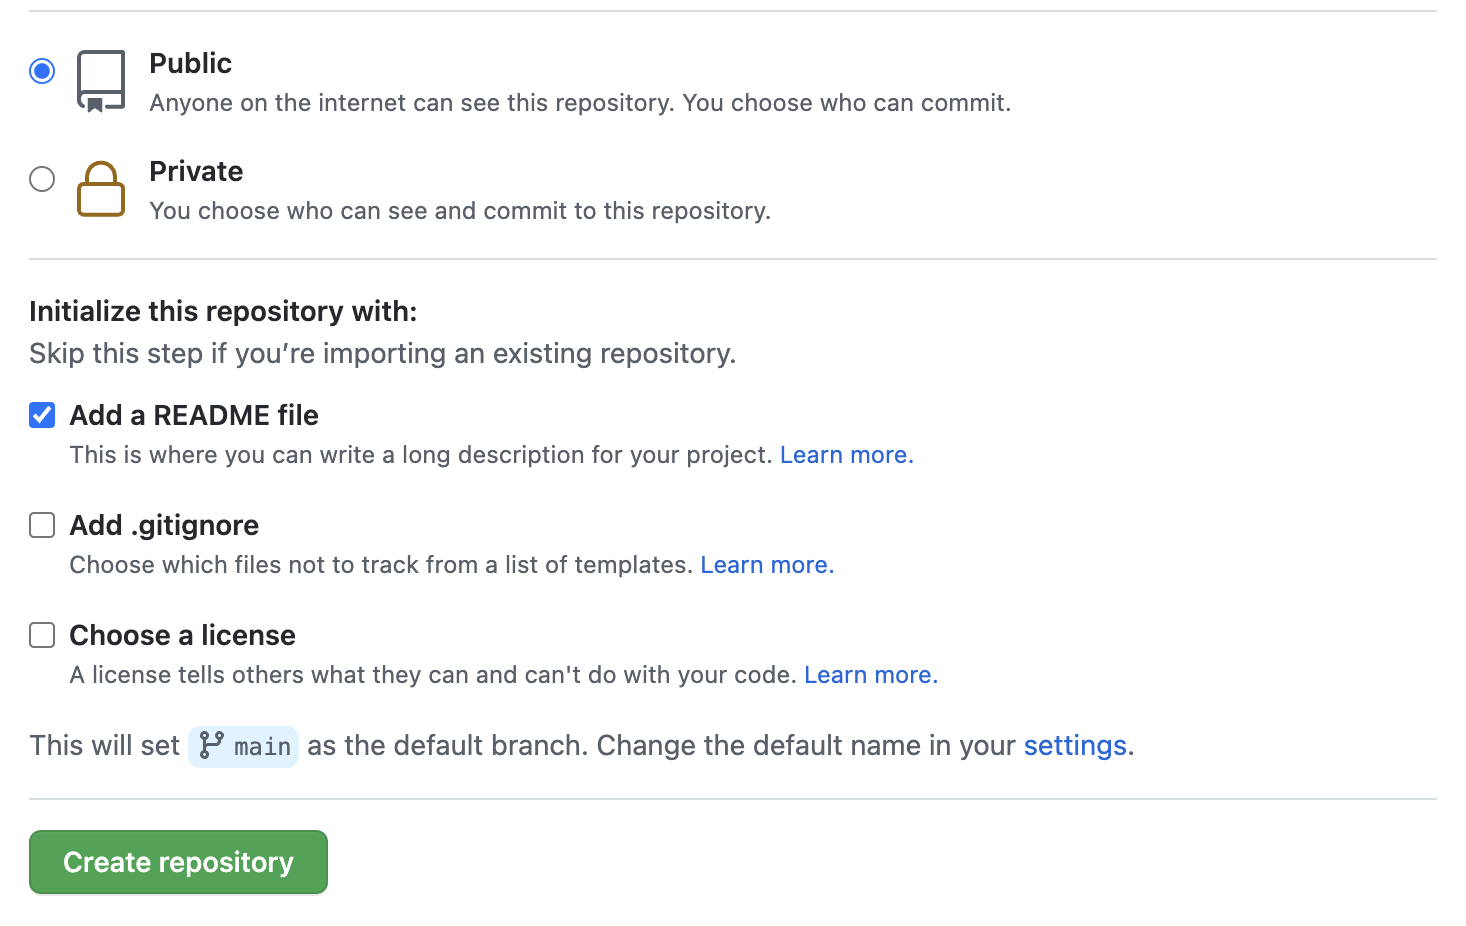 Public
Anyone on the internet can see this repository. You choose who can commit.
Private
You choose who can see and commit to this repository.
Initialize this repository with:
Skip this step if you’re importing an existing repository.
Add a README file
This is where you can write a long description for your project. Learn more.
Add .gitignore
Choose which files not to track from a list of templates. Learn more.
Choose a license
A license tells others what they can and can't do with your code. Learn more.
This will set main as the default branch. Change the default name in your settings.
Create repository